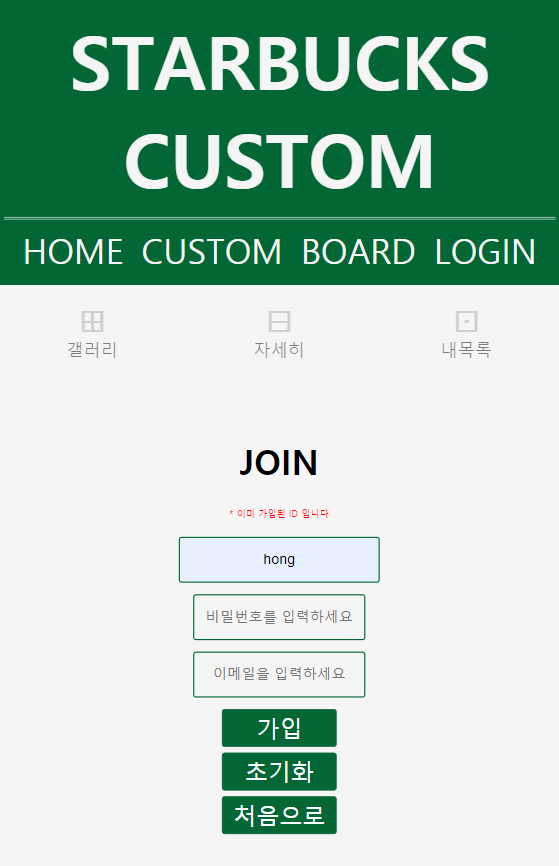 STARBUCKS
CUSTOM
HOME CUSTOM BOARD LOGIN
갤러리 자세히 내목록
JOIN
* 이미 가입된 ID 입니다
hong
비밀번호를 입력하세요
이메일을 입력하세요
가입
초기화
처음으로